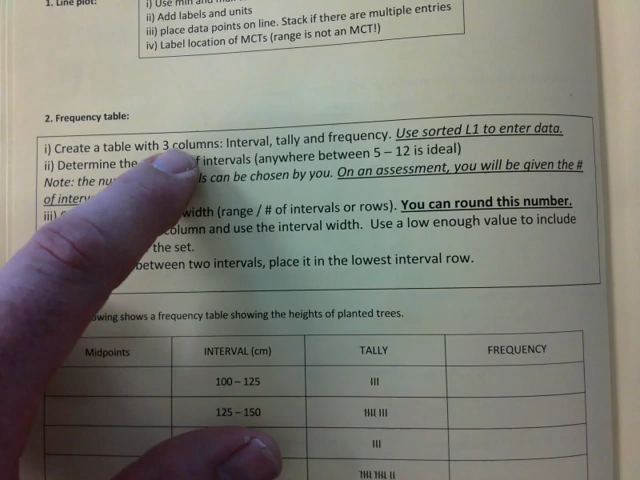 1. Line plot:
i) Use min and
ii) Add labels and units
iii) place data points on line. Stack if there are multiple entries
iv) Label location of MCTs (range is not an MCT!)
2. Frequency table:
i) Create a table with 3 columns: Interval, tally and frequency. Use sorted L1 to enter data.
ii) Determine the of intervals (anywhere between 5 – 12 is ideal)
Note: the can be chosen by you. On an assessment, you will be given the #
of
iii) width (range / # of intervals or rows). You can round this number.
column and use the interval width. Use a low enough value to include
the set.
between two intervals, place it in the lowest interval row.
shows a frequency table showing the heights of planted trees.
Midpoints INTERVAL (cm) TALLY FREQUENCY
100 – 125 III
125 – 150 IIII III
III
IIII IIII II